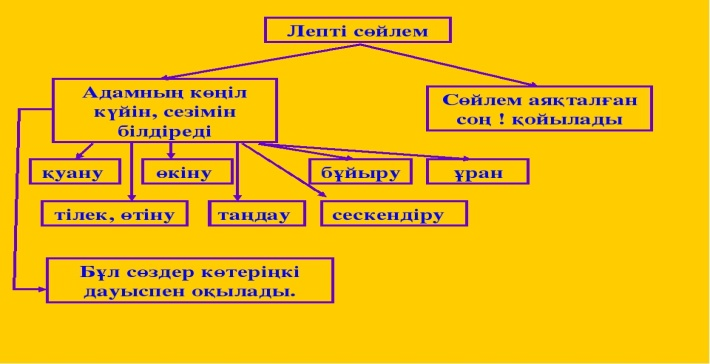 Лепті сөйлем
Адамның көңіл
күйін, сезімін
білдіреді
Сөйлем аяқталған
соң ! қойылады
қуану
өкіну
бұйыру
ұран
тілек, өтіну
таңдау
сескендіру
Бұл сөздер көтеріңкі
дауыспен оқылады.